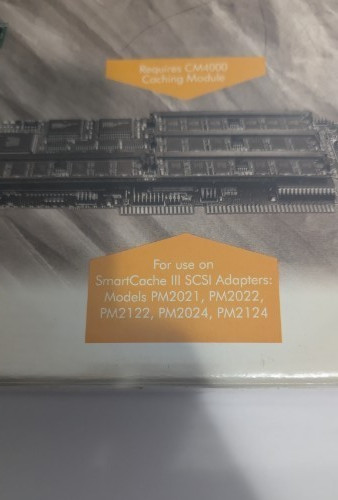 Requires CM4000
Caching Module
For use on
SmartCache III SCSI Adapters:
Models PM2021, PM2022,
PM2122, PM2024, PM2124